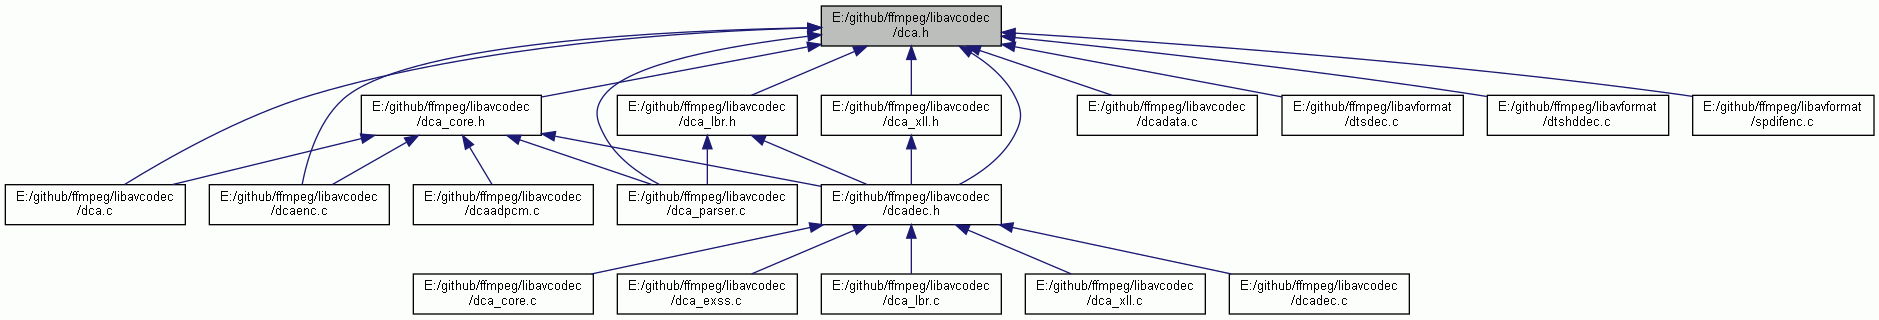 E:/github/ffmpeg/libavcodec
/dca.h
E:/github/ffmpeg/libavcodec
/dca_core.h
E:/github/ffmpeg/libavcodec
/dca_lbr.h
E:/github/ffmpeg/libavcodec
/dca_xll.h
E:/github/ffmpeg/libavcodec
/dcadata.c
E:/github/ffmpeg/libavformat
/dtsdec.c
E:/github/ffmpeg/libavformat
/dtshddec.c
E:/github/ffmpeg/libavformat
/spdifenc.c
E:/github/ffmpeg/libavcodec
/dca.c
E:/github/ffmpeg/libavcodec
/dcaenc.c
E:/github/ffmpeg/libavcodec
/dcaadpcm.c
E:/github/ffmpeg/libavcodec
/dca_parser.c
E:/github/ffmpeg/libavcodec
/dcadec.h
E:/github/ffmpeg/libavcodec
/dca_core.c
E:/github/ffmpeg/libavcodec
/dca_exss.c
E:/github/ffmpeg/libavcodec
/dca_lbr.c
E:/github/ffmpeg/libavcodec
/dca_xll.c
E:/github/ffmpeg/libavcodec
/dcadec.c